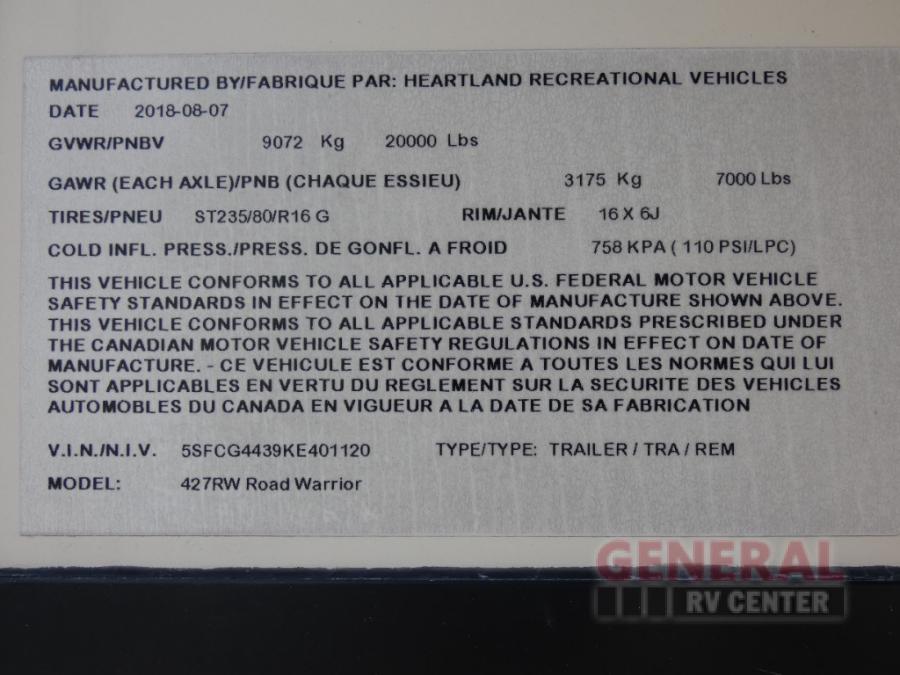 MANUFACTURED BY/FABRIQUE PAR: HEARTLAND RECREATIONAL VEHICLES
DATE 2018-08-07
GVWR/PNBV 9072 Kg 20000 Lbs
GAWR (EACH AXLE)/PNB (CHAQUE ESSIEU) 3175 Kg 7000 Lbs
TIRES/PNEU ST235/80/R16 G RIM/JANTE 16 X 6J
COLD INFL. PRESS./PRESS. DE GONFL. A FROID 758 KPA ( 110 PSI/LPC)
THIS VEHICLE CONFORMS TO ALL APPLICABLE U.S. FEDERAL MOTOR VEHICLE
SAFETY STANDARDS IN EFFECT ON THE DATE OF MANUFACTURE SHOWN ABOVE.
THIS VEHICLE CONFORMS TO ALL APPLICABLE STANDARDS PRESCRIBED UNDER
THE CANADIAN MOTOR VEHICLE SAFETY REGULATIONS IN EFFECT ON DATE OF
MANUFACTURE. - CE VEHICULE EST CONFORME A TOUTES LES NORMES QUI LUI
SONT APPLICABLES EN VERTU DU REGLEMENT SUR LA SECURITE DES VEHICLES
AUTOMOBLES DU CANADA EN VIGUEUR A LA DATE DE SA FABRICATION
V.I.N./N.I.V. 5SFCG4439KE401120 TYPE/TYPE: TRAILER / TRA / REM
MODEL: 427RW Road Warrior
GENERAL
RV CENTER